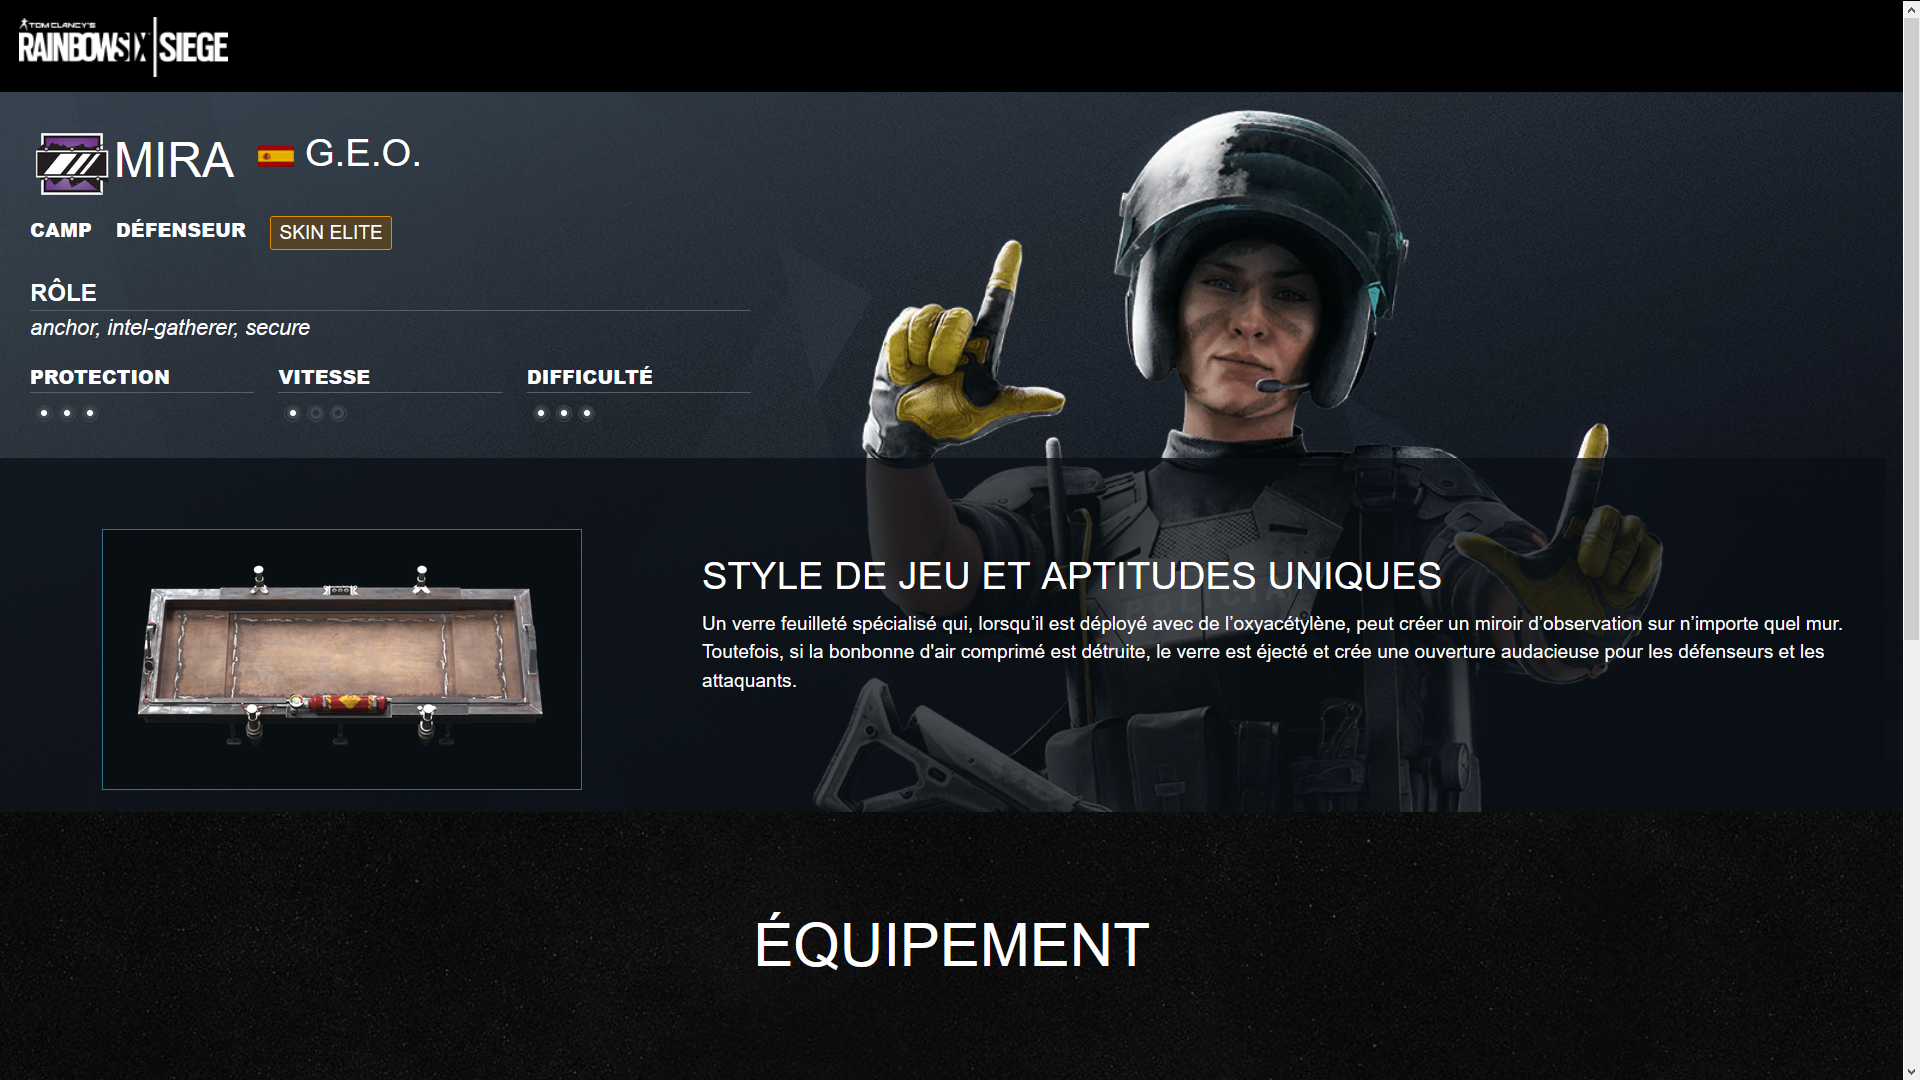 TOM CLANCY'S
RAINBOWSIX | SIEGE
MIRA
G.E.O.
CAMP DÉFENSEUR SKIN ELITE
RÔLE
anchor, intel-gatherer, secure
PROTECTION VITESSE DIFFICULTÉ
STYLE DE JEU ET APTITUDES UNIQUES
Un verre feuilleté spécialisé qui, lorsqu’il est déployé avec de l’oxyacétylène, peut créer un miroir d’observation sur n’importe quel mur.
Toutefois, si la bonbonne d'air comprimé est détruite, le verre est éjecté et crée une ouverture audacieuse pour les défenseurs et les
attaquants.
POLICIA
ÉQUIPEMENT